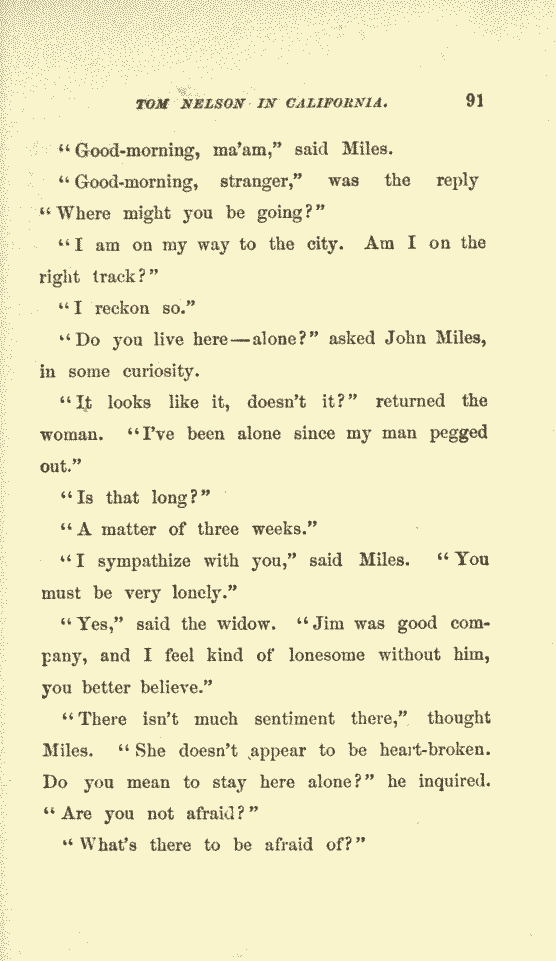 TOM NELSON IN CALIFORNIA. 91
"Good-morning, ma'am," said Miles.
"Good-morning, stranger," was the reply
"Where might you be going?"
"I am on my way to the city. Am I on the
right track?"
"I reckon so."
"Do you live here—alone?" asked John Miles,
in some curiosity.
"It looks like it, doesn't it?" returned the
woman. "I've been alone since my man pegged
out."
"Is that long?"
"A matter of three weeks."
"I sympathize with you," said Miles. "You
must be very lonely."
"Yes," said the widow. "Jim was good com-
pany, and I feel kind of lonesome without him,
you better believe."
"There isn't much sentiment there," thought
Miles. "She doesn't appear to be heart-broken.
Do you mean to stay here alone?" he inquired.
"Are you not afraid?"
"What's there to be afraid of?"